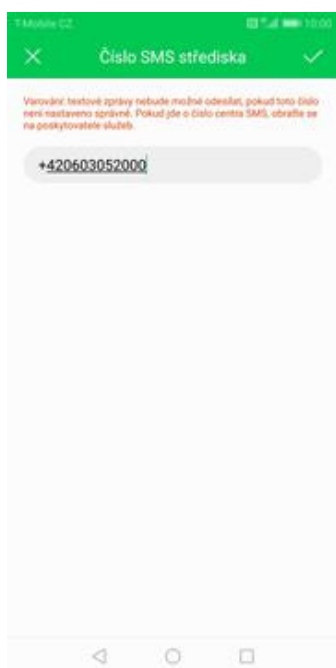 T-Mobile CZ 10:00
Číslo SMS střediska
Varování: textové zprávy nebude možné odesílat, pokud toto číslo
není nastaveno správně. Pokud jde o číslo centra SMS, obraťte se
na poskytovatele služeb.
+420603052000